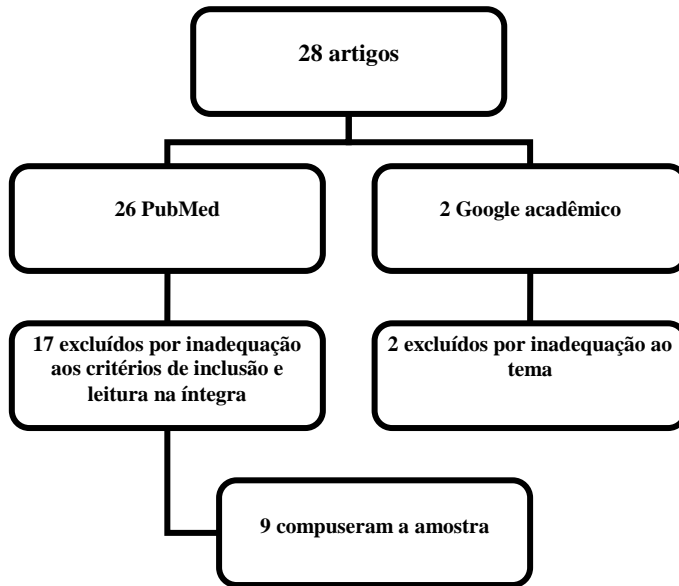 28 artigos
26 PubMed
2 Google acadêmico
17 excluídos por inadequação
aos critérios de inclusão e
leitura na íntegra
2 excluídos por inadequação ao
tema
9 compuseram a amostra